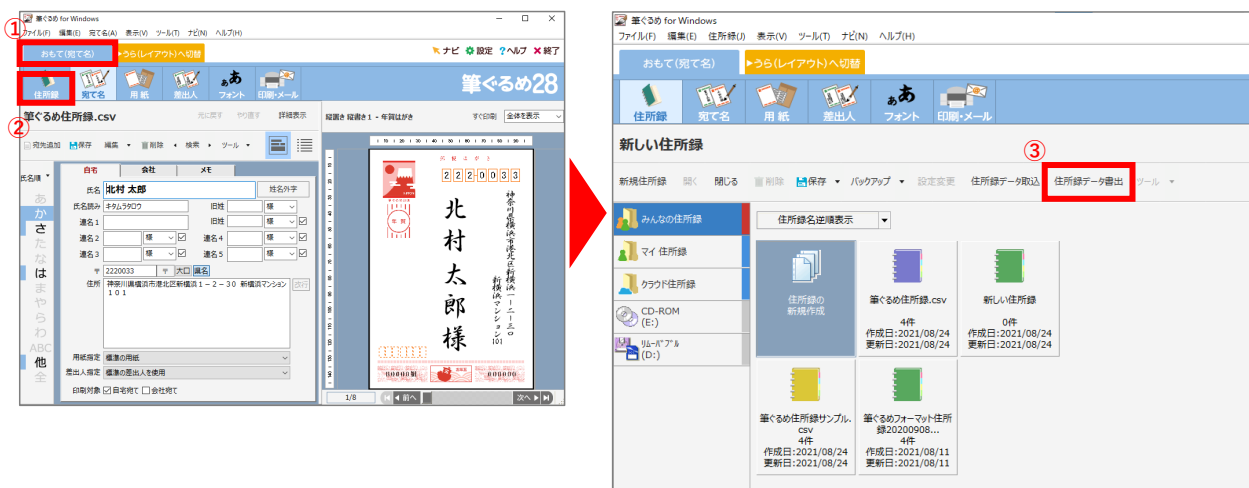 ①
筆ぐるめ for Windows
ファイル(F) 編集(E) 宛て名(A) 表示(V) ツール(T) ナビ(N) ヘルプ(H)
おもて(宛て名) ▶うら(レイアウト)へ切替
ナビ 設定 ?ヘルプ ×終了
住所録 宛て名 用紙 差出人 フォント 印刷・メール
筆ぐるめ28
②
筆ぐるめ住所録.csv 元に戻す やり直す 詳細表示
宛先追加 保存 編集 ▼ 削除 ◀ 検索 ▶ ツール ▼
氏名順
あ
か
さ
た
な
は
ま
や
ら
わ
ABC
他
全
自宅 会社 メモ
氏名 北村 太郎 姓名外字
氏名読み キタムラタロウ 旧姓 様
連名1 旧姓 様
連名2 様 連名4 様
連名3 様 連名5 様
〒 2220033 〒 大口 県名
住所 神奈川県横浜市港北区新横浜1-2-30 新横浜マンション 改行
101
用紙指定 標準の用紙
差出人指定 標準の差出人を使用
印刷対象 自宅宛て 会社宛て
縦置き 縦書き1 - 年賀はがき すぐ印刷 全体を表示
222-0033
神奈川県横浜市港北区新横浜一-二-三〇
新横浜マンション101
北村太郎様
年賀
1/8 前へ 次へ
筆ぐるめ for Windows
ファイル(F) 編集(E) 住所録(J) 表示(V) ツール(T) ナビ(N) ヘルプ(H)
おもて(宛て名) ▶うら(レイアウト)へ切替
住所録 宛て名 用紙 差出人 フォント 印刷・メール
新しい住所録
③
新規住所録 開く 閉じる 削除 保存 ▼ バックアップ ▼ 設定変更 住所録データ取込 住所録データ書出 ツール ▼
みんなの住所録
マイ 住所録
クラウド住所録
CD-ROM
(E:)
リムーバブル
(D:)
住所録名逆順表示 ▼
住所録の
新規作成
筆ぐるめ住所録.csv
4件
作成日:2021/08/24
更新日:2021/08/24
新しい住所録
0件
作成日:2021/08/24
更新日:2021/08/24
筆ぐるめ住所録サンプル.
csv
4件
作成日:2021/08/24
更新日:2021/08/24
筆ぐるめフォーマット住所
録20200908...
4件
作成日:2021/08/11
更新日:2021/08/11